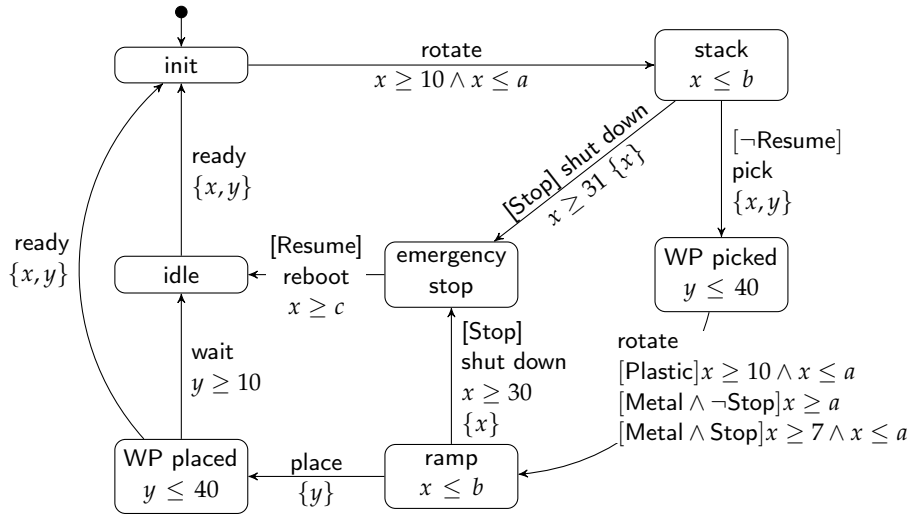 init
rotate
x ≥ 10 ∧ x ≤ a
stack
x ≤ b
ready
{x, y}
ready
{x, y}
[Stop] shut down
x ≥ 31 {x}
[¬Resume]
pick
{x, y}
idle
[Resume]
reboot
x ≥ c
emergency
stop
WP picked
y ≤ 40
wait
y ≥ 10
[Stop]
shut down
x ≥ 30
{x}
rotate
[Plastic]x ≥ 10 ∧ x ≤ a
[Metal ∧ ¬Stop]x ≥ a
[Metal ∧ Stop]x ≥ 7 ∧ x ≤ a
WP placed
y ≤ 40
place
{y}
ramp
x ≤ b